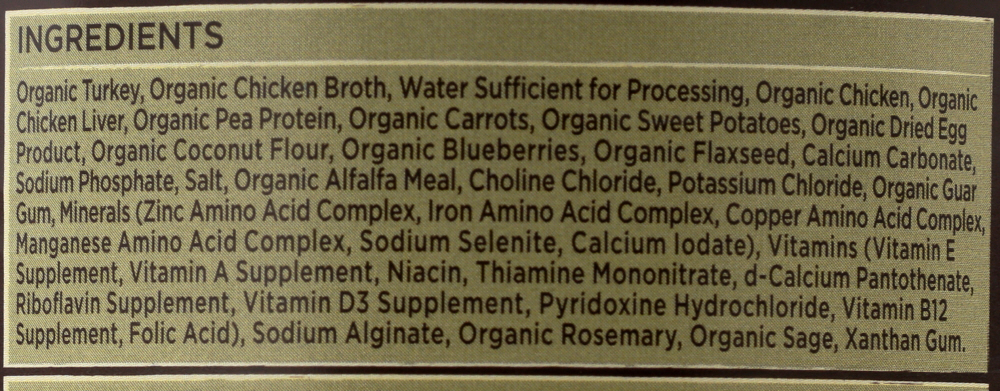 INGREDIENTS
Organic Turkey, Organic Chicken Broth, Water Sufficient for Processing, Organic Chicken, Organic
Chicken Liver, Organic Pea Protein, Organic Carrots, Organic Sweet Potatoes, Organic Dried Egg
Product, Organic Coconut Flour, Organic Blueberries, Organic Flaxseed, Calcium Carbonate,
Sodium Phosphate, Salt, Organic Alfalfa Meal, Choline Chloride, Potassium Chloride, Organic Guar
Gum, Minerals (Zinc Amino Acid Complex, Iron Amino Acid Complex, Copper Amino Acid Complex,
Manganese Amino Acid Complex, Sodium Selenite, Calcium Iodate), Vitamins (Vitamin E
Supplement, Vitamin A Supplement, Niacin, Thiamine Mononitrate, d-Calcium Pantothenate,
Riboflavin Supplement, Vitamin D3 Supplement, Pyridoxine Hydrochloride, Vitamin B12
Supplement, Folic Acid), Sodium Alginate, Organic Rosemary, Organic Sage, Xanthan Gum.